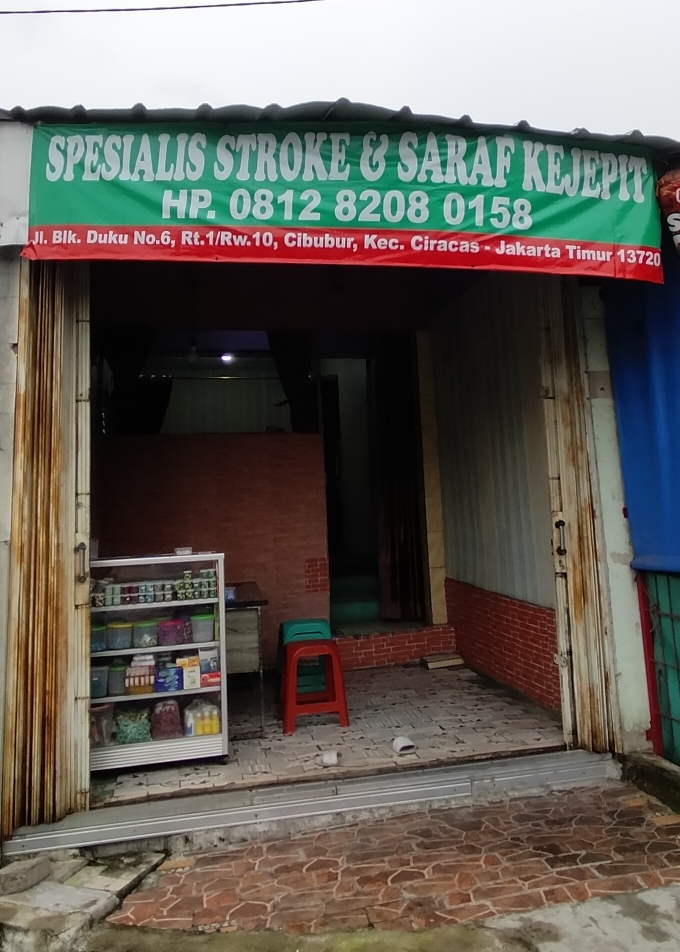 SPESIALIS STROKE & SARAF KEJEPIT
HP. 0812 8208 0158
Jl. Blk. Duku No.6, Rt.1/Rw.10, Cibubur, Kec. Ciracas - Jakarta Timur 13720